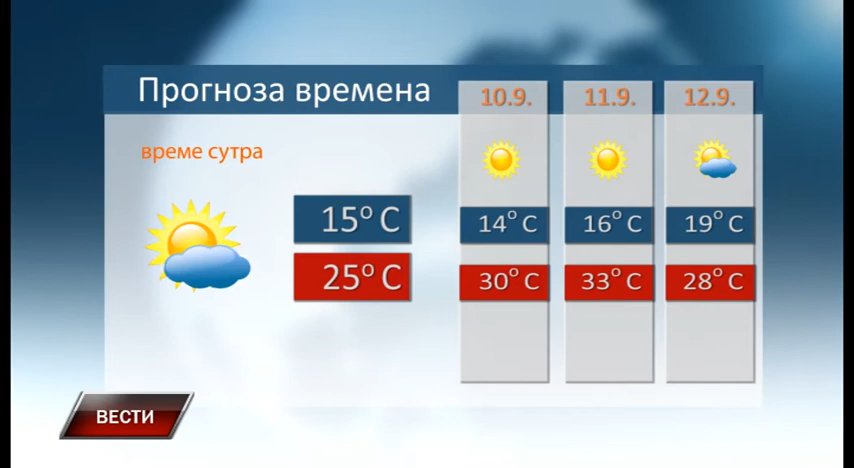 Прогноза времена
10.9.
11.9.
12.9.
време сутра
15° C
25° C
14° C
16° C
19° C
30° C
33° C
28° C
ВЕСТИ